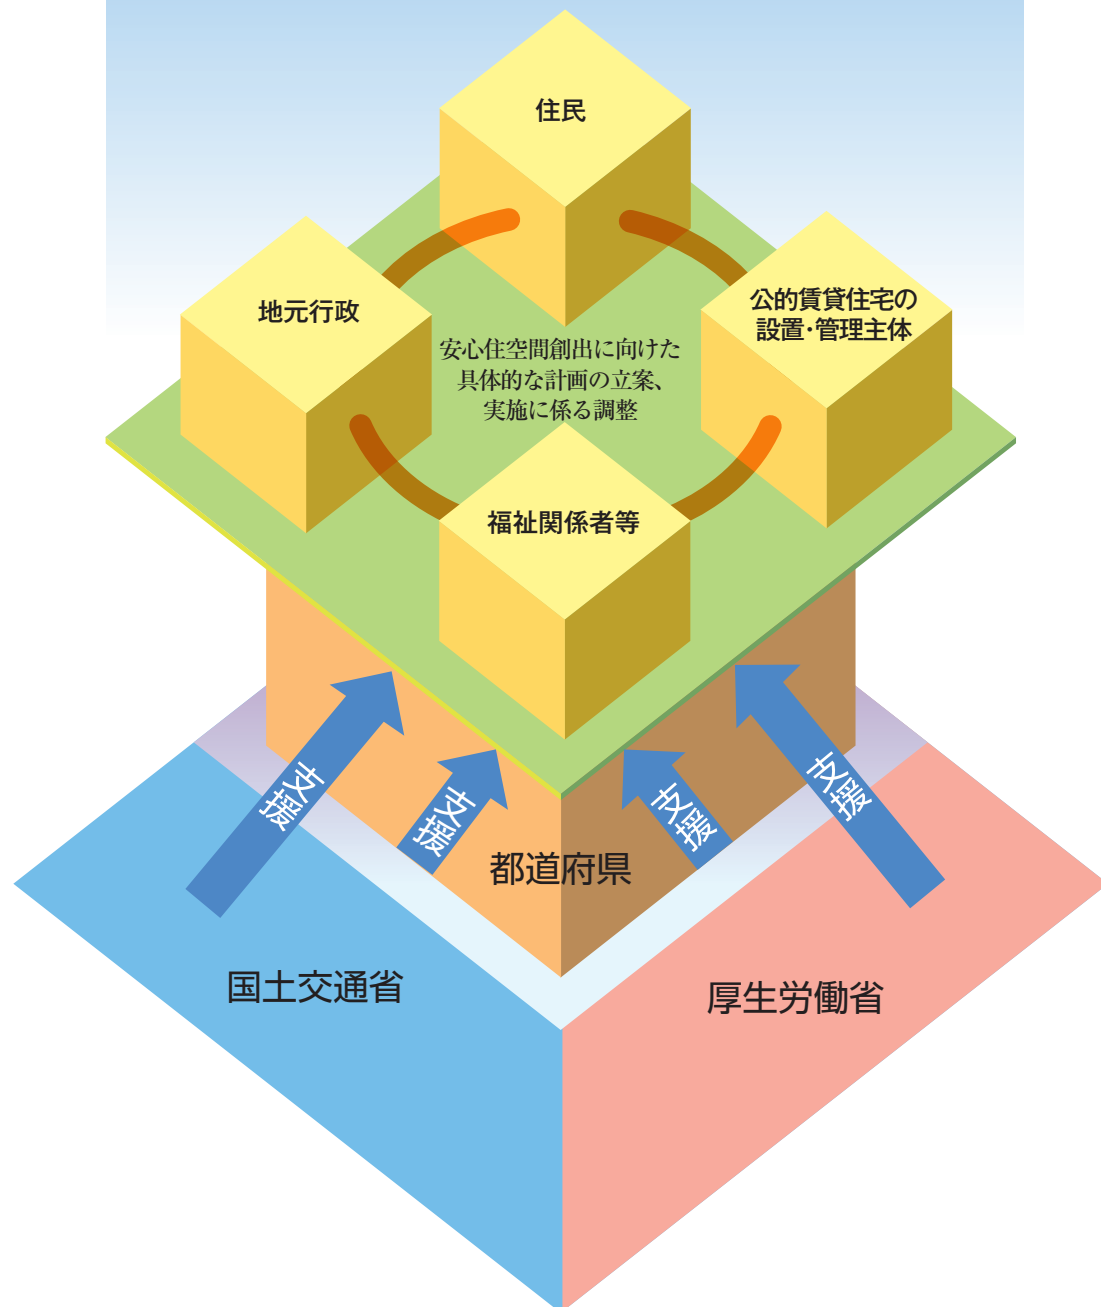 住民
地元行政
公的賃貸住宅の
設置・管理主体
安心住空間創出に向けた
具体的な計画の立案、
実施に係る調整
福祉関係者等
支援
支援
支援
支援
都道府県
国土交通省
厚生労働省